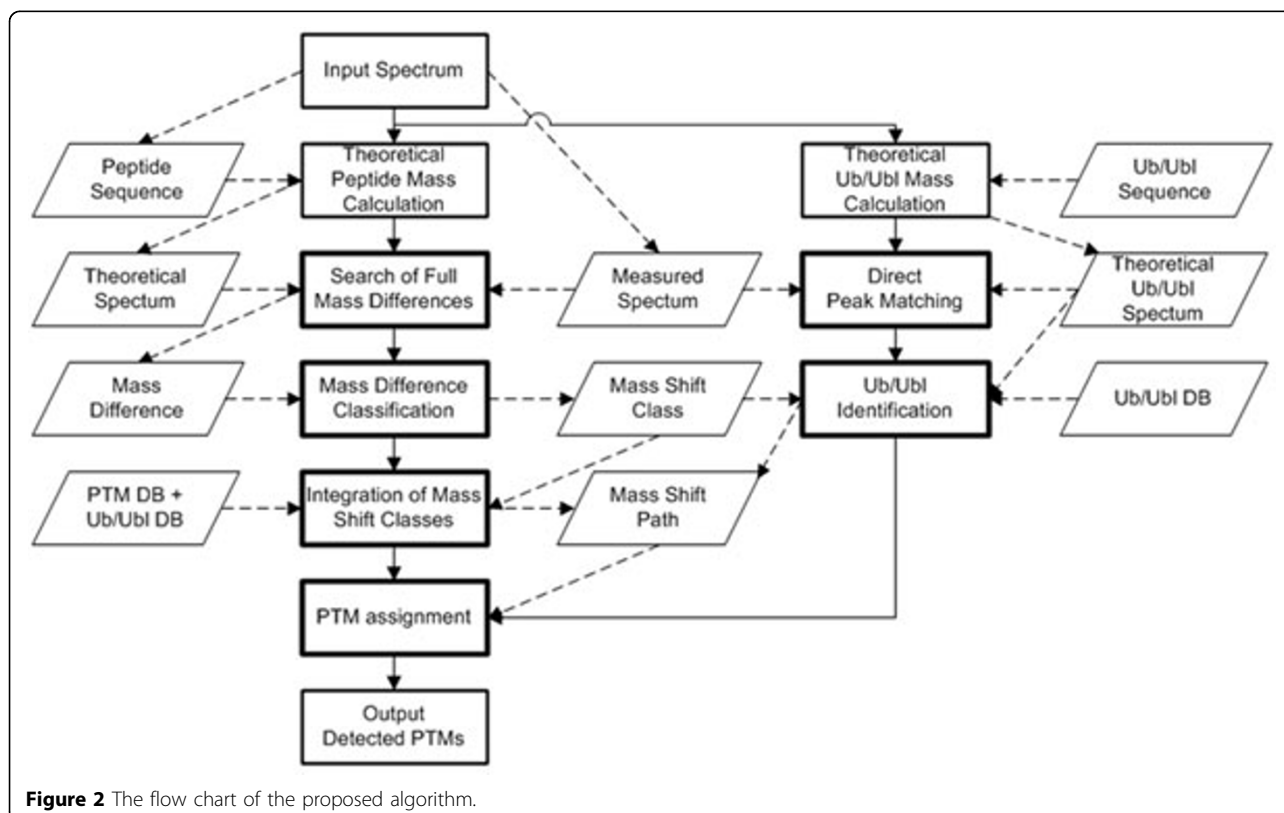 Input Spectrum
Peptide
Sequence
Theoretical
Peptide Mass
Calculation
Theoretical
Ub/Ubl Mass
Calculation
Ub/Ubl
Sequence
Theoretical
Spectum
Search of Full
Mass Differences
Measured
Spectum
Direct
Peak Matching
Theoretical
Ub/Ubl
Spectum
Mass
Difference
Mass Difference
Classification
Mass Shift
Class
Ub/Ubl
Identification
Ub/Ubl DB
PTM DB +
Ub/Ubl DB
Integration of Mass
Shift Classes
Mass Shift
Path
PTM assignment
Output
Detected PTMs
Figure 2 The flow chart of the proposed algorithm.